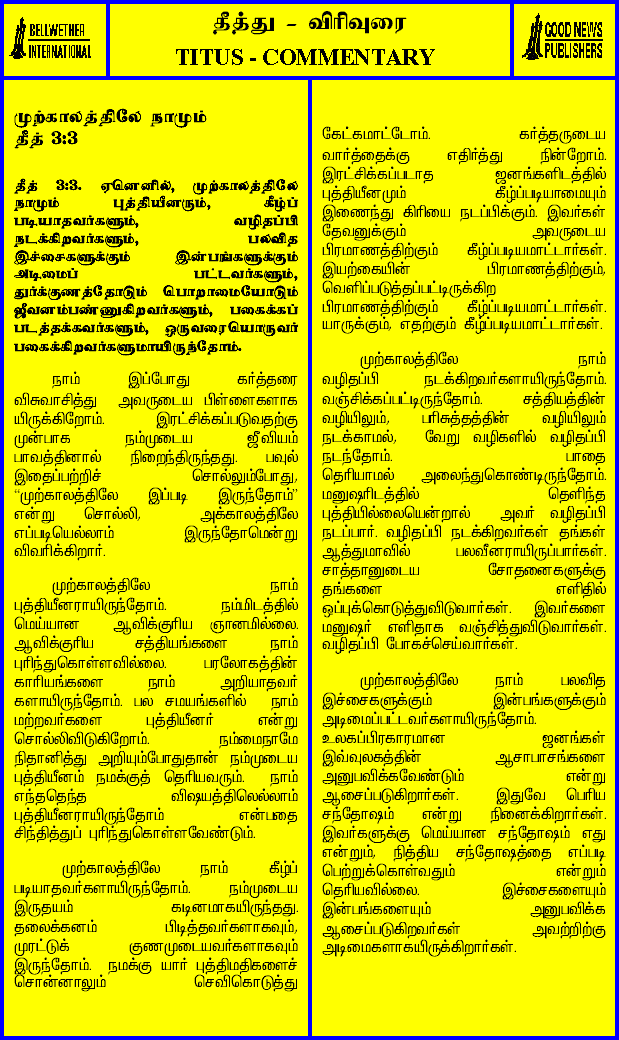 BELLWETHER
INTERNATIONAL
தீத்து - விரிவுரை
TITUS - COMMENTARY
GOOD NEWS
PUBLISHERS
முற்காலத்திலே நாமும்
தீத் 3:3
தீத் 3:3. ஏனெனில், முற்காலத்திலே
நாமும் புத்தியீனரும், கீழ்ப்
படியாதவர்களும், வழிதப்பி
நடக்கிறவர்களும், பலவித
இச்சைகளுக்கும் இன்பங்களுக்கும்
அடிமைப் பட்டவர்களும்,
துர்க்குணத்தோடும் பொறாமையோடும்
ஜீவனம்பண்ணுகிறவர்களும், பகைக்கப்
படத்தக்கவர்களும், ஒருவரையொருவர்
பகைக்கிறவர்களுமாயிருந்தோம்.
நாம் இப்போது கர்த்தரை
விசுவாசித்து அவருடைய பிள்ளைகளாக
யிருக்கிறோம். இரட்சிக்கப்படுவதற்கு
முன்பாக நம்முடைய ஜீவியம்
பாவத்தினால் நிறைந்திருந்தது. பவுல்
இதைப்பற்றிச் சொல்லும்போது,
“முற்காலத்திலே இப்படி இருந்தோம்”
என்று சொல்லி, அக்காலத்திலே
எப்படியெல்லாம் இருந்தோமென்று
விவரிக்கிறார்.
முற்காலத்திலே நாம்
புத்தியீனராயிருந்தோம். நம்மிடத்தில்
மெய்யான ஆவிக்குரிய ஞானமில்லை.
ஆவிக்குரிய சத்தியங்களை நாம்
புரிந்துகொள்ளவில்லை. பரலோகத்தின்
காரியங்களை நாம் அறியாதவர்
களாயிருந்தோம். பல சமயங்களில் நாம்
மற்றவர்களை புத்தியீனர் என்று
சொல்லிவிடுகிறோம். நம்மைநாமே
நிதானித்து அறியும்போதுதான் நம்முடைய
புத்தியீனம் நமக்குத் தெரியவரும். நாம்
எந்ததெந்த விஷயத்திலெல்லாம்
புத்தியீனராயிருந்தோம் என்பதை
சிந்தித்துப் புரிந்துகொள்ளவேண்டும்.
முற்காலத்திலே நாம் கீழ்ப்
படியாதவர்களாயிருந்தோம். நம்முடைய
இருதயம் கடினமாகயிருந்தது.
தலைக்கனம் பிடித்தவர்களாகவும்,
முரட்டுக் குணமுடையவர்களாகவும்
இருந்தோம். நமக்கு யார் புத்திமதிகளைச்
சொன்னாலும் செவிகொடுத்து
கேட்கமாட்டோம். கர்த்தருடைய
வார்த்தைக்கு எதிர்த்து நின்றோம்.
இரட்சிக்கப்படாத ஜனங்களிடத்தில்
புத்தியீனமும் கீழ்ப்படியாமையும்
இணைந்து கிரியை நடப்பிக்கும். இவர்கள்
தேவனுக்கும் அவருடைய
பிரமாணத்திற்கும் கீழ்ப்படியமாட்டார்கள்.
இயற்கையின் பிரமாணத்திற்கும்,
வெளிப்படுத்தப்பட்டிருக்கிற
பிரமாணத்திற்கும் கீழ்ப்படியமாட்டார்கள்.
யாருக்கும், எதற்கும் கீழ்ப்படியமாட்டார்கள்.
முற்காலத்திலே நாம்
வழிதப்பி நடக்கிறவர்களாயிருந்தோம்.
வஞ்சிக்கப்பட்டிருந்தோம். சத்தியத்தின்
வழியிலும், பரிசுத்தத்தின் வழியிலும்
நடக்காமல், வேறு வழிகளில் வழிதப்பி
நடந்தோம். பாதை
தெரியாமல் அலைந்துகொண்டிருந்தோம்.
மனுஷரிடத்தில் தெளிந்த
புத்தியில்லையென்றால் அவர் வழிதப்பி
நடப்பார். வழிதப்பி நடக்கிறவர்கள் தங்கள்
ஆத்துமாவில் பலவீனராயிருப்பார்கள்.
சாத்தானுடைய சோதனைகளுக்கு
தங்களை எளிதில்
ஒப்புக்கொடுத்துவிடுவார்கள். இவர்களை
மனுஷர் எளிதாக வஞ்சித்துவிடுவார்கள்.
வழிதப்பி போகச்செய்வார்கள்.
முற்காலத்திலே நாம் பலவித
இச்சைகளுக்கும் இன்பங்களுக்கும்
அடிமைப்பட்டவர்களாயிருந்தோம்.
உலகப்பிரகாரமான ஜனங்கள்
இவ்வுலகத்தின் ஆசாபாசங்களை
அனுபவிக்கவேண்டும் என்று
ஆசைப்படுகிறார்கள். இதுவே பெரிய
சந்தோஷம் என்று நினைக்கிறார்கள்.
இவர்களுக்கு மெய்யான சந்தோஷம் எது
என்றும், நித்திய சந்தோஷத்தை எப்படி
பெற்றுக்கொள்வதும் என்றும்
தெரியவில்லை. இச்சைகளையும்
இன்பங்களையும் அனுபவிக்க
ஆசைப்படுகிறவர்கள் அவற்றிற்கு
அடிமைகளாகயிருக்கிறார்கள்.